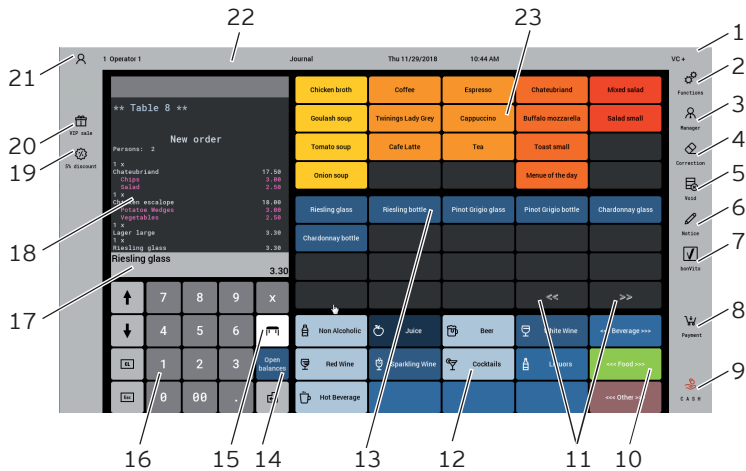 22
23
1
1 Operator 1
Journal
Thu 11/29/2018
10:44 AM
VC +
21
2
Functions
3
Manager
20
VIP sale
4
Correction
19
5% discount
5
Void
6
Notice
7
bonVito
8
Payment
9
CASH
** Table 8 **
New order
Persons: 2
1 x
Chateaubriand 17.50
Chips 3.00
Salad 2.50
1 x
Chicken escalope 18.00
Potatoe Wedges 3.00
Vegetables 2.50
1 x
Lager large 3.30
1 x
Riesling glass 3.30
18
Riesling glass
3.30
17
Chicken broth
Coffee
Espresso
Chateubriand
Mixed salad
Goulash soup
Twinings Lady Grey
Cappuccino
Buffalo mozzarella
Salad small
Tomato soup
Cafe Latte
Tea
Toast small
Onion soup
Menue of the day
Riesling glass
Riesling bottle
Pinot Grigio glass
Pinot Grigio bottle
Chardonnay glass
Chardonnay bottle
<<
>>
7
8
9
X
4
5
6
CL
1
2
3
Open
balances
Esc
0
00
.
Non Alcoholic
Juice
Beer
White Wine
<<< Beverage >>>
Red Wine
Sparkling Wine
Cocktails
Liquors
<<< Food >>>
Hot Beverage
<<< Other >>>
16
15
14
13
12
11
10